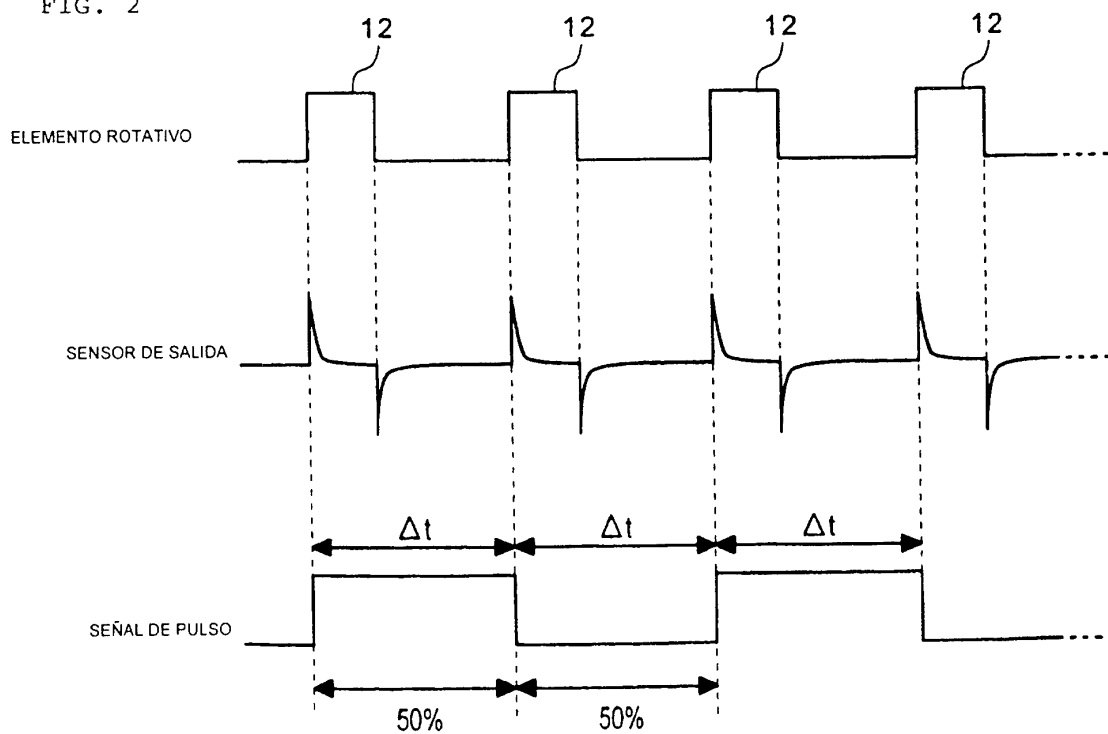 FIG. 2
12 12 12 12
ELEMENTO ROTATIVO
SENSOR DE SALIDA
Δt Δt Δt
SEÑAL DE PULSO
50% 50%